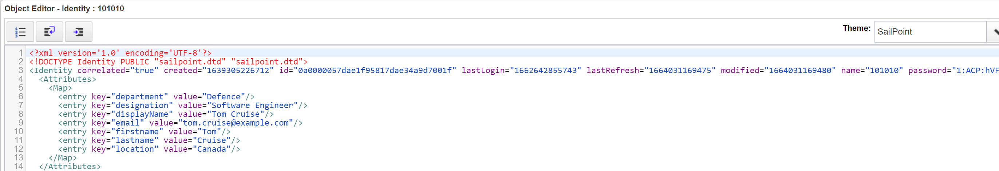 Object Editor - Identity : 101010
Theme: SailPoint
1 <?xml version='1.0' encoding='UTF-8'?>
2 <!DOCTYPE Identity PUBLIC "sailpoint.dtd" "sailpoint.dtd">
3 <Identity correlated="true" created="1639305226712" id="0a0000057dae1f95817dae34a9d7001f" lastLogin="1662642855743" lastRefresh="1664031169475" modified="1664031169480" name="101010" password="1:ACP:hVF
4 <Attributes>
5 <Map>
6 <entry key="department" value="Defence"/>
7 <entry key="designation" value="Software Engineer"/>
8 <entry key="displayName" value="Tom Cruise"/>
9 <entry key="email" value="tom.cruise@example.com"/>
10 <entry key="firstname" value="Tom"/>
11 <entry key="lastname" value="Cruise"/>
12 <entry key="location" value="Canada"/>
13 </Map>
14 </Attributes>